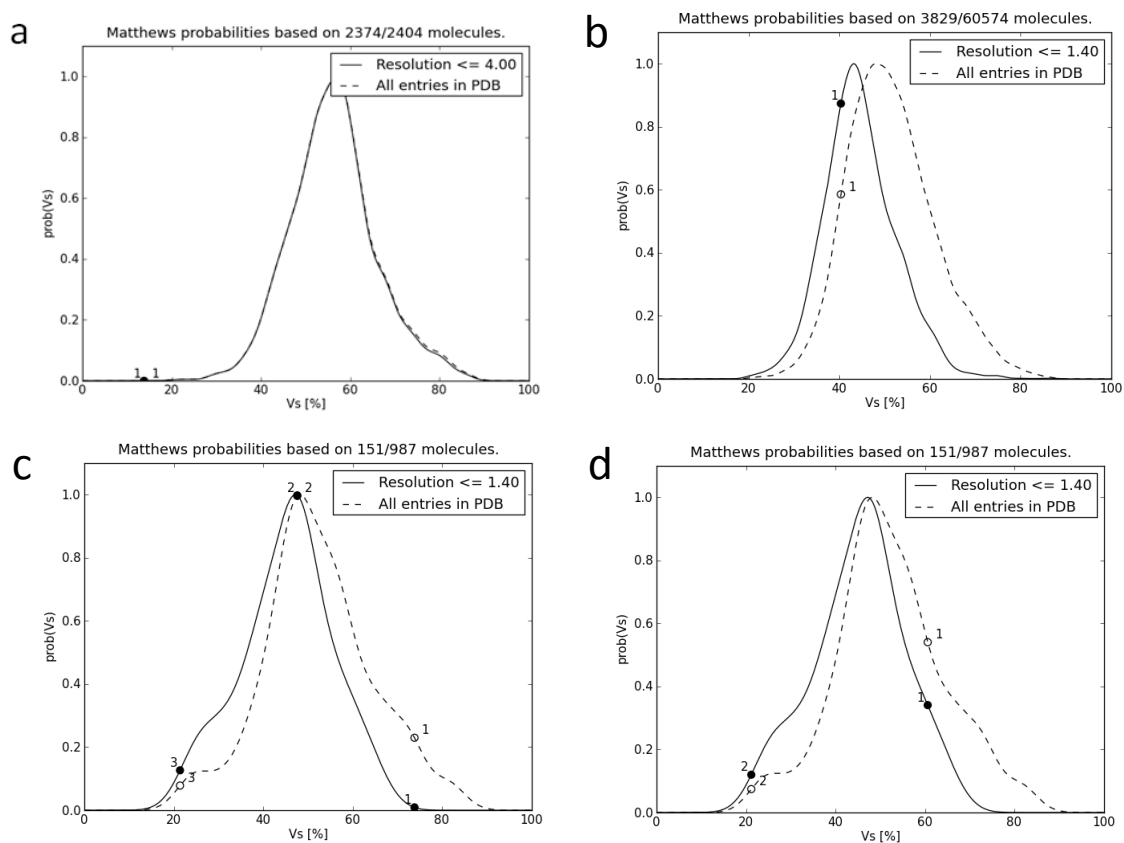 a
Matthews probabilities based on 2374/2404 molecules.
Resolution <= 4.00
All entries in PDB
prob(Vs)
1.0
0.8
0.6
0.4
0.2
0.0
1 1
0 20 40 60 80 100
Vs [%]
b
Matthews probabilities based on 3829/60574 molecules.
Resolution <= 1.40
All entries in PDB
prob(Vs)
1.0
0.8
0.6
0.4
0.2
0.0
1
1
0 20 40 60 80 100
Vs [%]
c
Matthews probabilities based on 151/987 molecules.
Resolution <= 1.40
All entries in PDB
prob(Vs)
1.0
0.8
0.6
0.4
0.2
0.0
2 2
1
3
3
1
0 20 40 60 80 100
Vs [%]
d
Matthews probabilities based on 151/987 molecules.
Resolution <= 1.40
All entries in PDB
prob(Vs)
1.0
0.8
0.6
0.4
0.2
0.0
1
1
2
2
0 20 40 60 80 100
Vs [%]